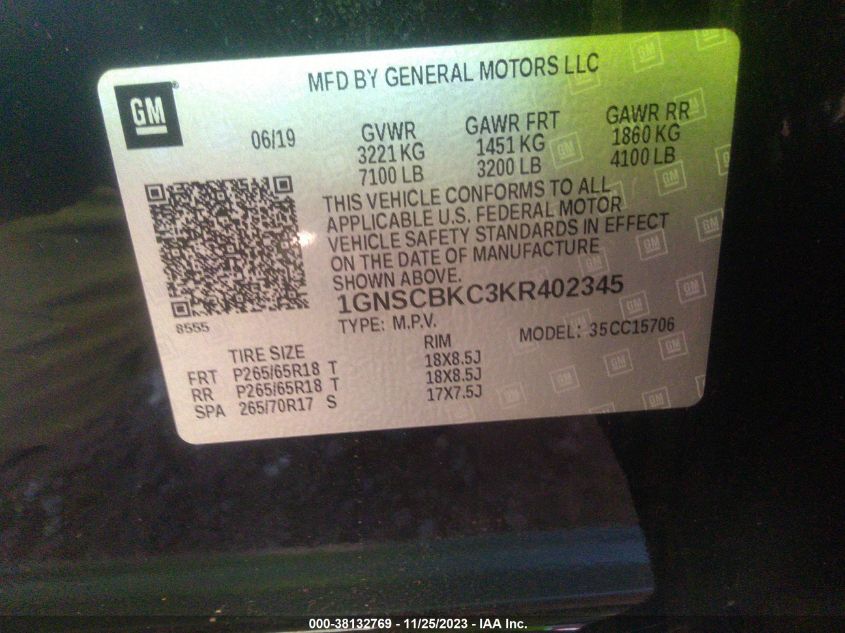 MFD BY GENERAL MOTORS LLC
GM ®
06/19
GVWR GAWR FRT GAWR RR
3221 KG 1451 KG 1860 KG
7100 LB 3200 LB 4100 LB
THIS VEHICLE CONFORMS TO ALL
APPLICABLE U.S. FEDERAL MOTOR
VEHICLE SAFETY STANDARDS IN EFFECT
ON THE DATE OF MANUFACTURE
SHOWN ABOVE.
1GNSCBKC3KR402345
8555
TYPE: M.P.V. MODEL: 35CC15706
TIRE SIZE RIM
FRT P265/65R18 T 18X8.5J
RR P265/65R18 T 18X8.5J
SPA 265/70R17 S 17X7.5J
000-38132769 - 11/25/2023 - IAA Inc.